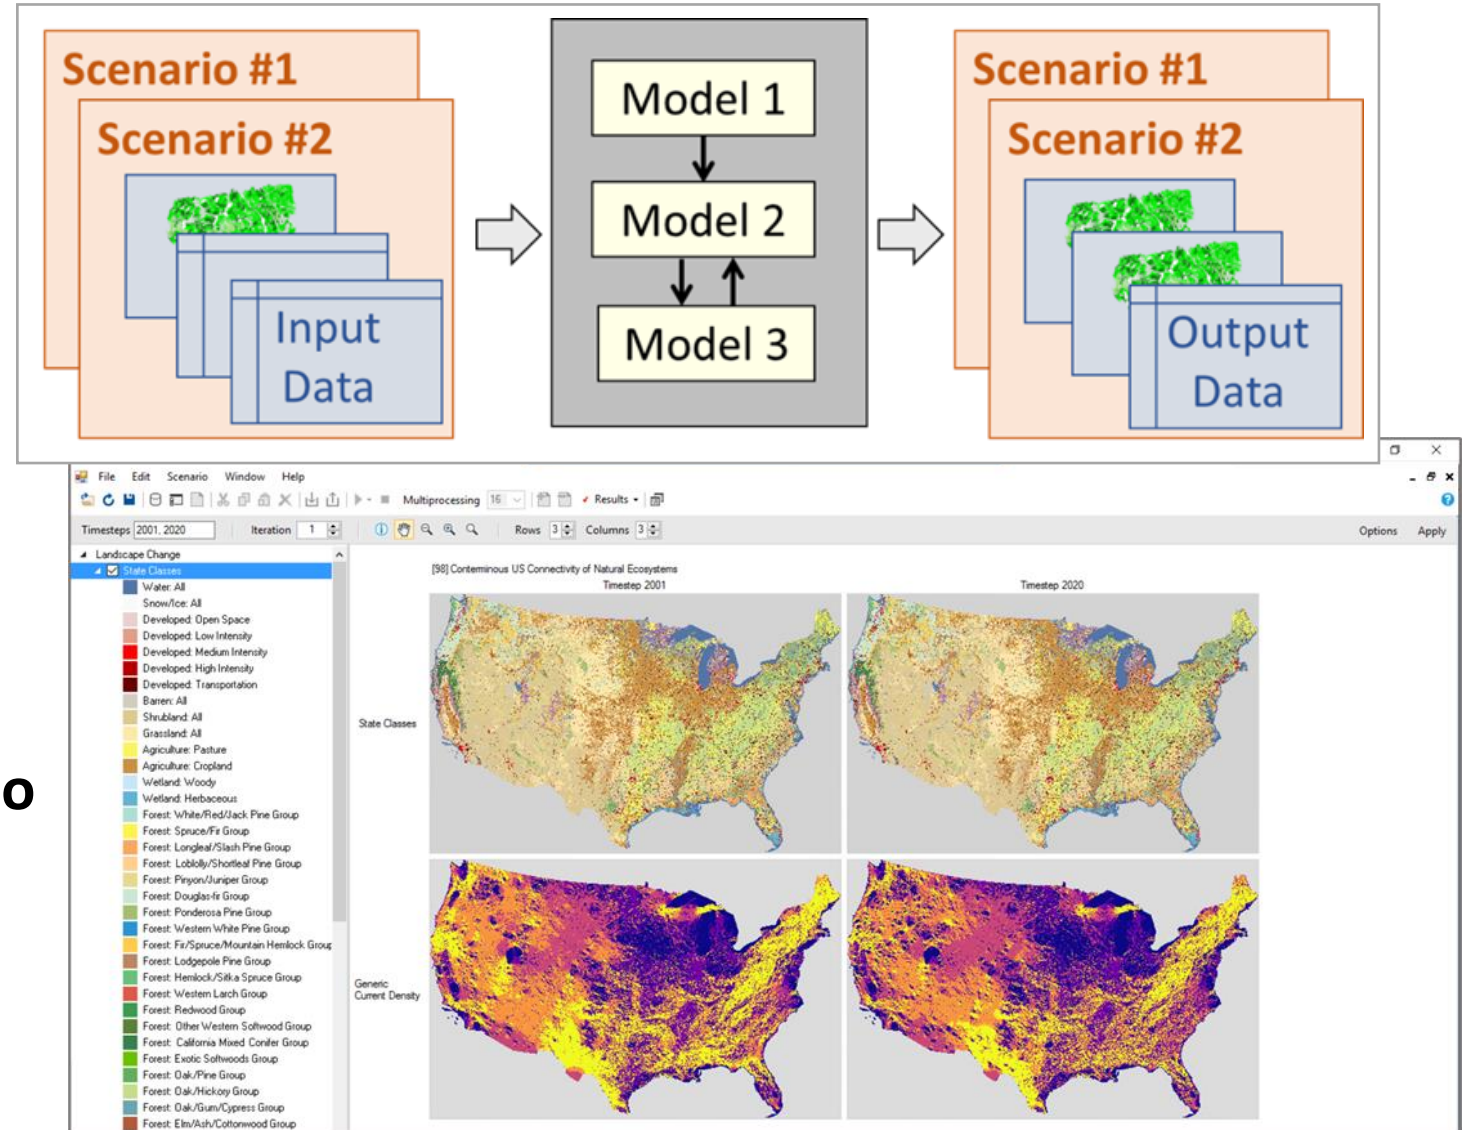 Scenario #1
Scenario #2
Input
Data
Model 1
Model 2
Model 3
Scenario #1
Scenario #2
Output
Data
File Edit Scenario Window Help
Multiprocessing 16 Results
Timesteps 2001, 2020 Iteration 1 Rows 3 Columns 3 Options Apply
Landscape Change
State Classes
Water: All
Snow/Ice: All
Developed: Open Space
Developed: Low Intensity
Developed: Medium Intensity
Developed: High Intensity
Developed: Transportation
Barren: All
Shrubland: All
Grassland: All
Agriculture: Pasture
Agriculture: Cropland
Wetland: Woody
Wetland: Herbaceous
Forest: White/Red/Jack Pine Group
Forest: Spruce/Fir Group
Forest: Longleaf/Slash Pine Group
Forest: Loblolly/Shortleaf Pine Group
Forest: Pinyon/Juniper Group
Forest: Douglas-fir Group
Forest: Ponderosa Pine Group
Forest: Western White Pine Group
Forest: Fir/Spruce/Mountain Hemlock Group
Forest: Lodgepole Pine Group
Forest: Hemlock/Sitka Spruce Group
Forest: Western Larch Group
Forest: Redwood Group
Forest: Other Western Softwood Group
Forest: California Mixed Conifer Group
Forest: Exotic Softwoods Group
Forest: Oak/Pine Group
Forest: Oak/Hickory Group
Forest: Oak/Gum/Cypress Group
Forest: Elm/Ash/Cottonwood Group
o
[98] Conterminous US Connectivity of Natural Ecosystems
Timestep 2001 Timestep 2020
State Classes
Generic
Current Density